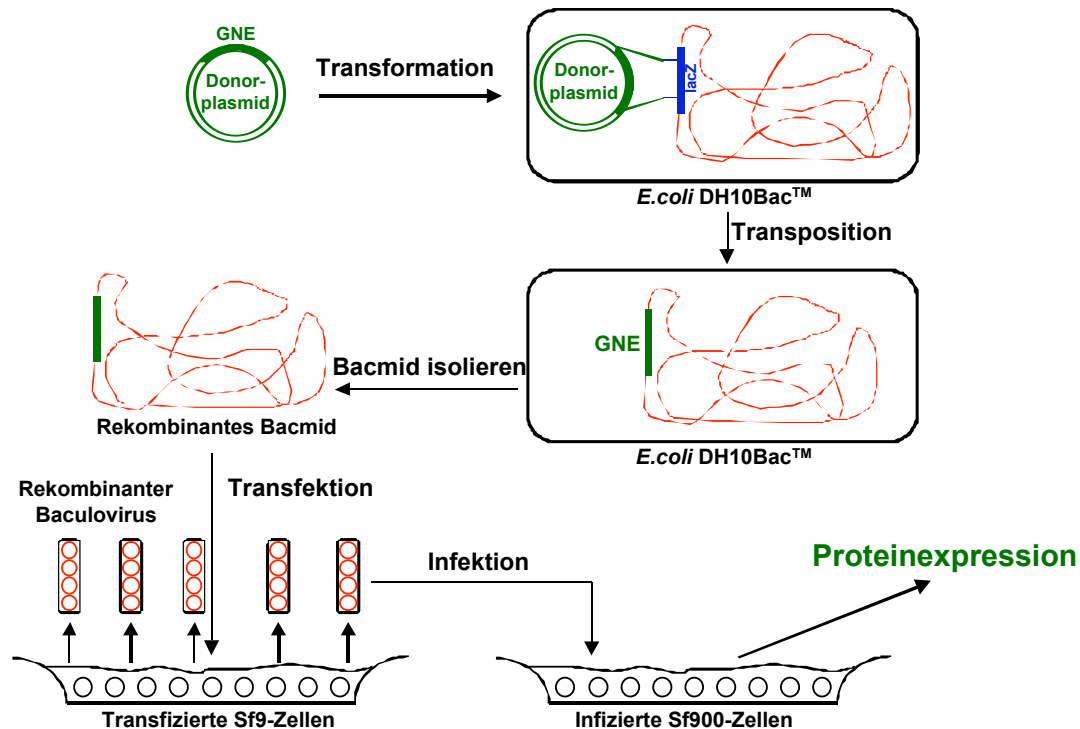 GNE
Donor-
plasmid
Transformation
Donor-
plasmid
lacZ
E.coli DH10Bac™
Transposition
GNE
Bacmid isolieren
Rekombinantes Bacmid
E.coli DH10Bac™
Rekombinanter
Baculovirus
Transfektion
Infektion
Proteinexpression
Transfizierte Sf9-Zellen
Infizierte Sf900-Zellen